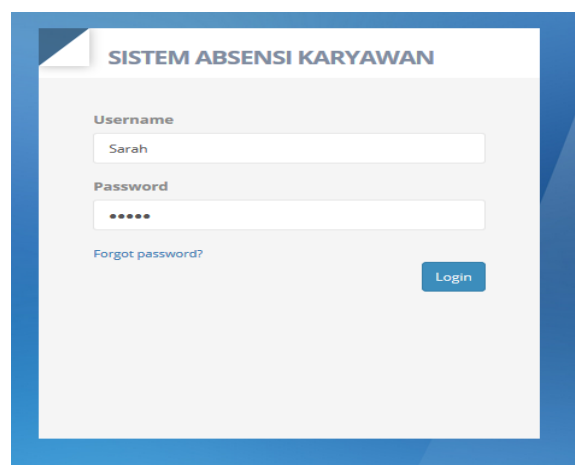 SISTEM ABSENSI KARYAWAN
Username
Sarah
Password
•••••
Forgot password?
Login